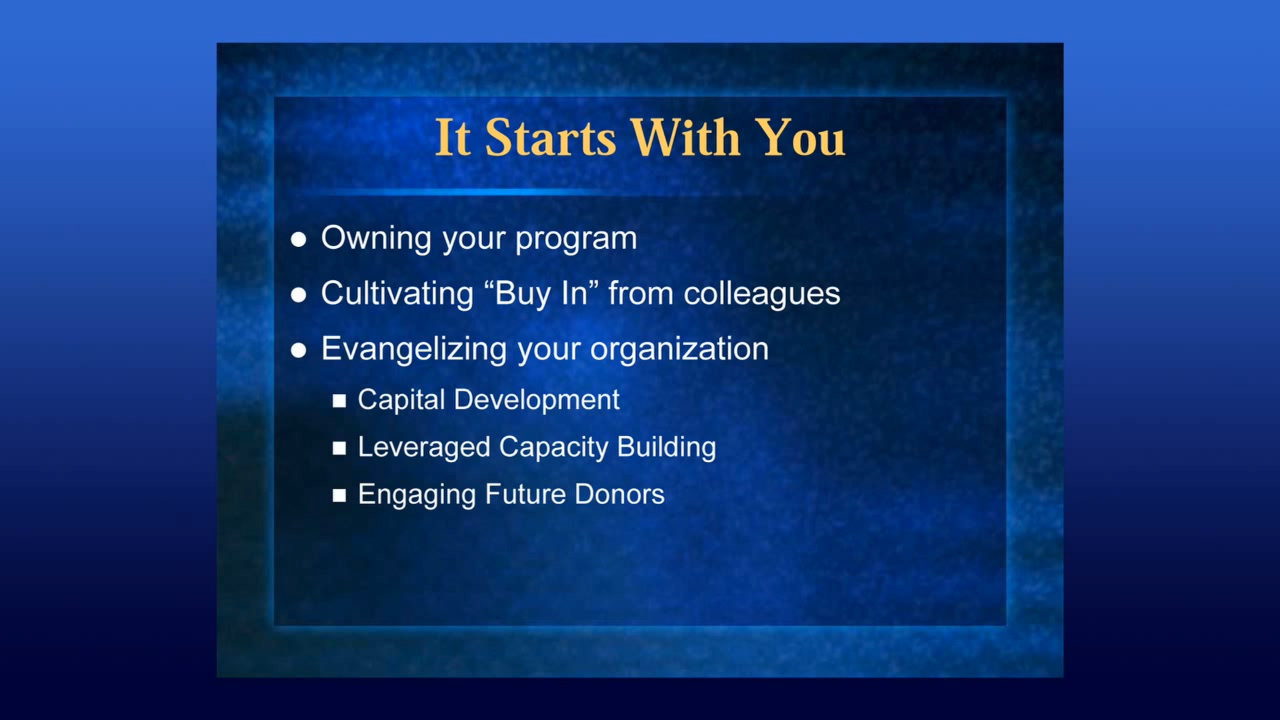 It Starts With You
Owning your program
Cultivating “Buy In” from colleagues
Evangelizing your organization
Capital Development
Leveraged Capacity Building
Engaging Future Donors